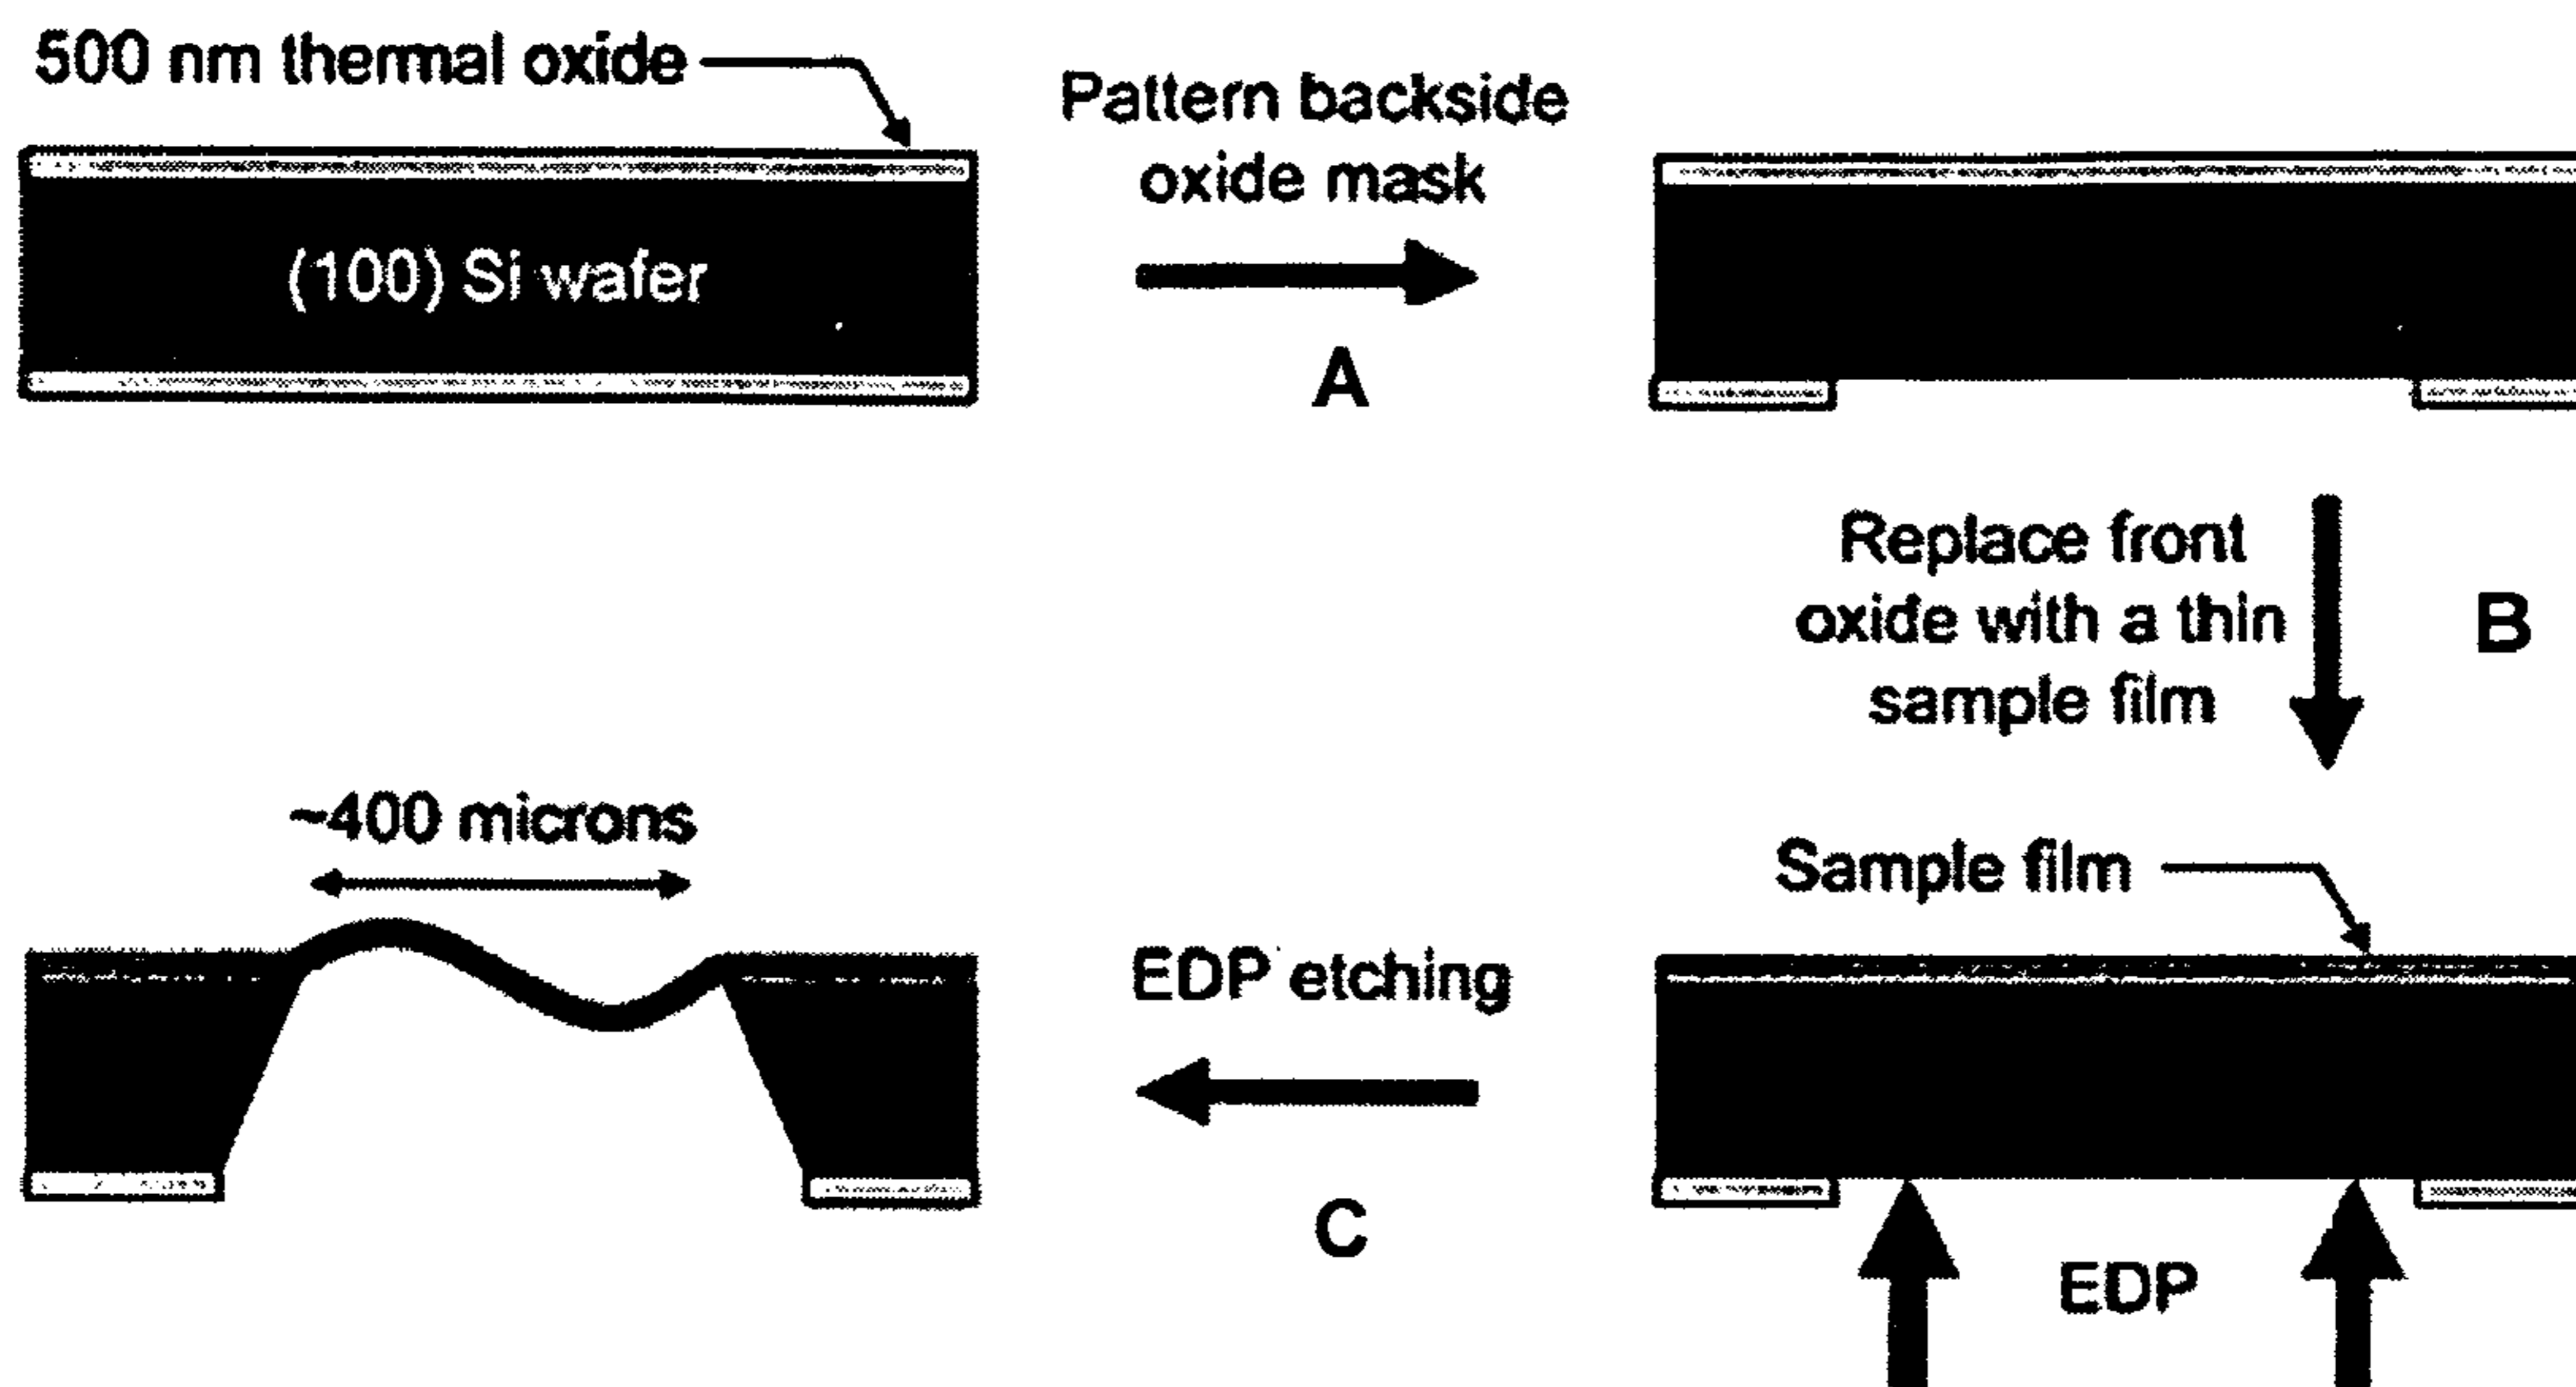 500 nm thermal oxide
Pattern backside
oxide mask
(100) Si wafer
A
Replace front
oxide with a thin
sample film
B
~400 microns
Sample film
EDP etching
C
EDP